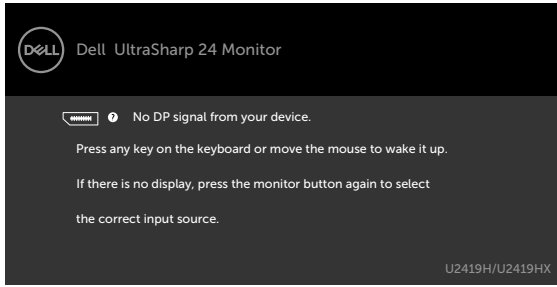 DELL
Dell UltraSharp 24 Monitor
? No DP signal from your device.
Press any key on the keyboard or move the mouse to wake it up.
If there is no display, press the monitor button again to select
the correct input source.
U2419H/U2419HX